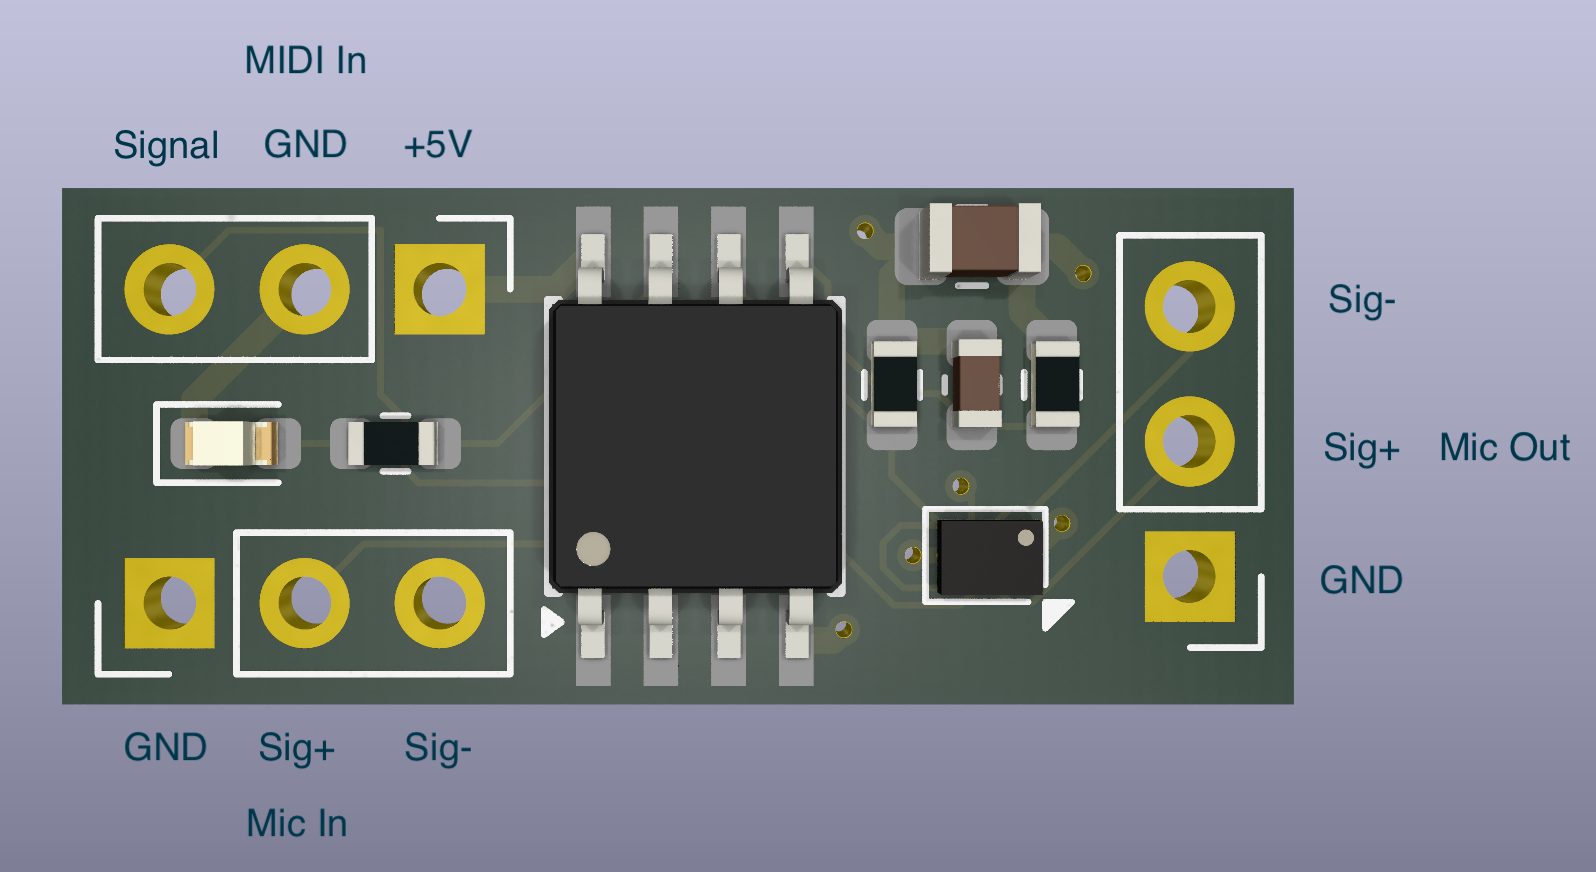 MIDI In
Signal GND +5V
Sig-
Sig+ Mic Out
GND
GND Sig+ Sig-
Mic In